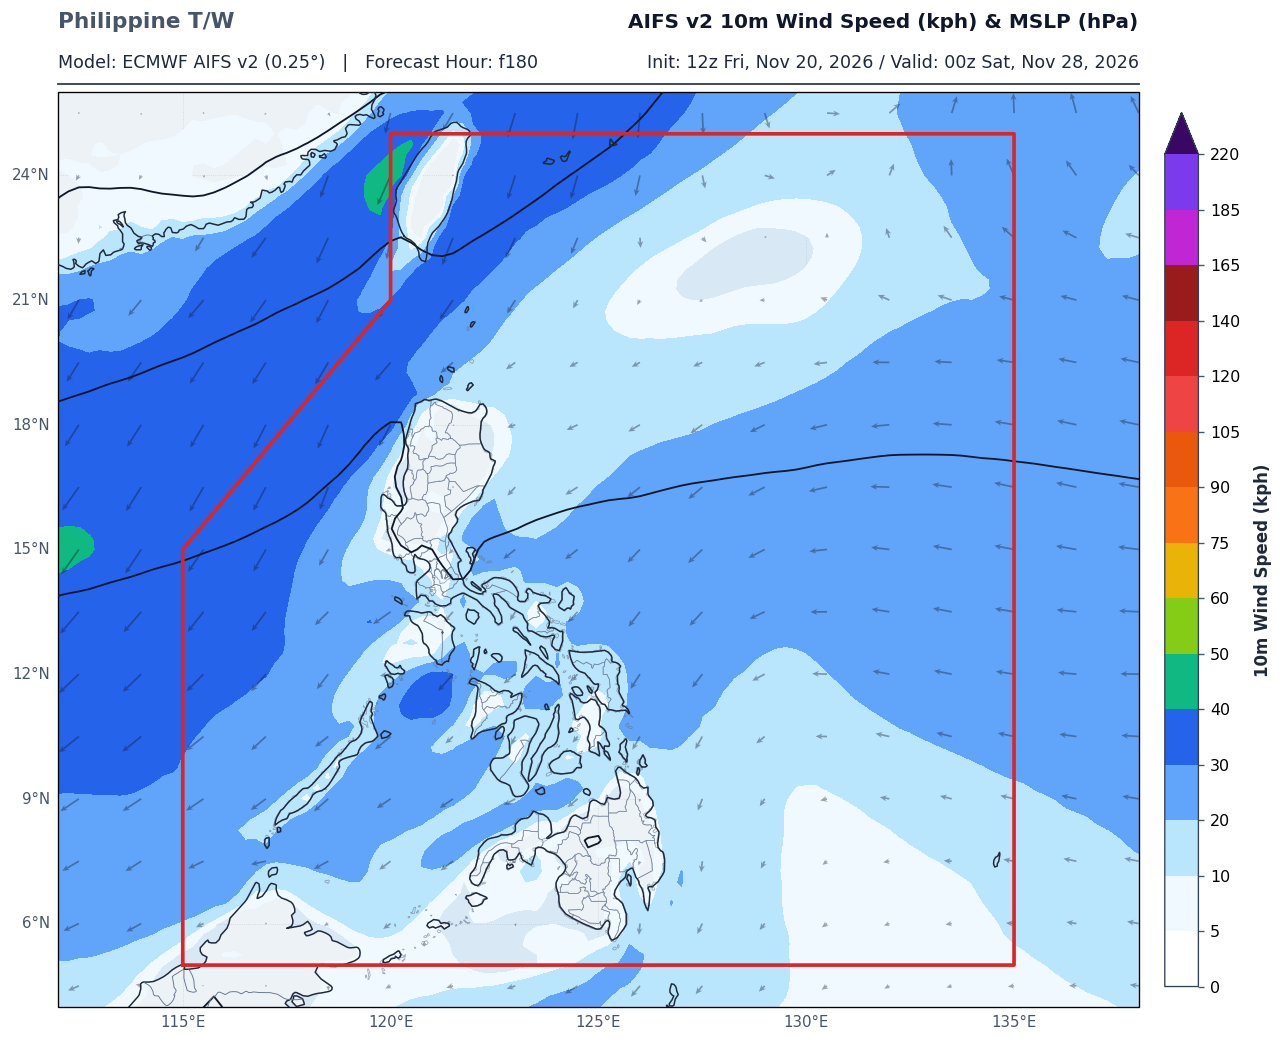 Philippine T/W
AIFS v2 10m Wind Speed (kph) & MSLP (hPa)
Model: ECMWF AIFS v2 (0.25°) | Forecast Hour: f180
Init: 12z Fri, Nov 20, 2026 / Valid: 00z Sat, Nov 28, 2026
24°N
21°N
18°N
15°N
12°N
9°N
6°N
115°E
120°E
125°E
130°E
135°E
220
185
165
140
120
105
90
75
60
50
40
30
20
10
5
0
10m Wind Speed (kph)